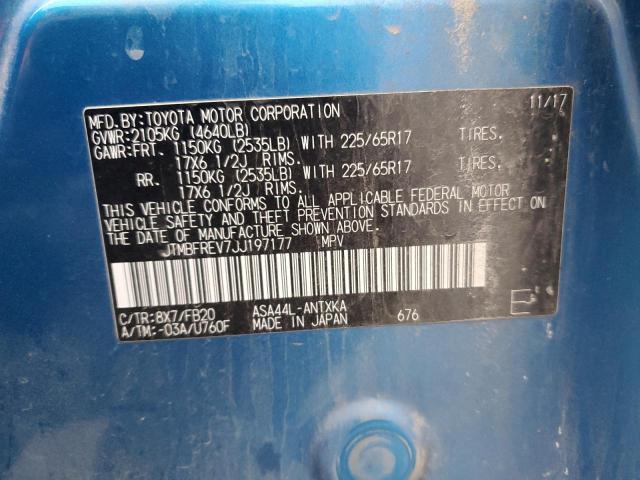 MFD.BY:TOYOTA MOTOR CORPORATION 11/17
GVWR:2105KG (4640LB)
GAWR:FRT. 1150KG (2535LB) WITH 225/65R17 TIRES.
17X6 1/2J RIMS.
RR. 1150KG (2535LB) WITH 225/65R17 TIRES.
17X6 1/2J RIMS.
THIS VEHICLE CONFORMS TO ALL APPLICABLE FEDERAL MOTOR
VEHICLE SAFETY AND THEFT PREVENTION STANDARDS IN EFFECT ON
THE DATE OF MANUFACTURE SHOWN ABOVE.
JTMBFREV7JJ197177 MPV
C/TR:8X7/FB20 ASA44L-ANTXKA
A/TM:-03A/U760F MADE IN JAPAN 676 E